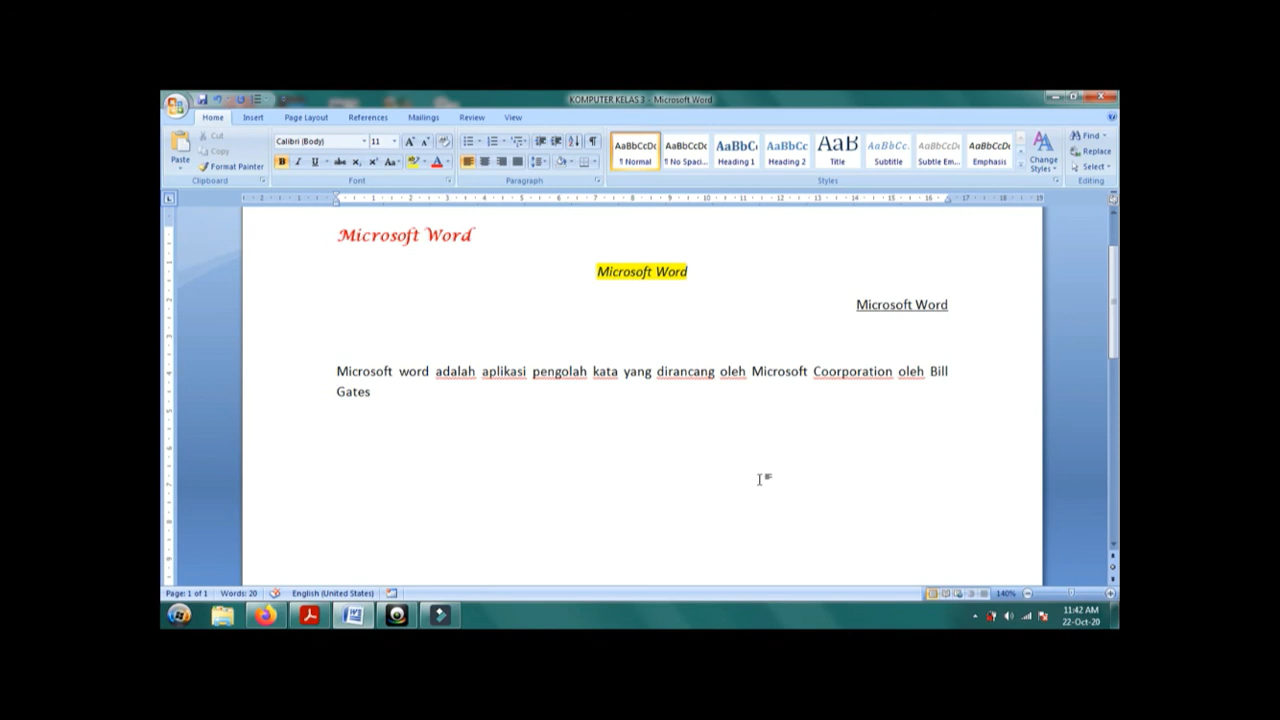 KOMPUTER KELAS 3 - Microsoft Word
Home Insert Page Layout References Mailings Review View
Paste
Cut
Copy
Format Painter
Clipboard
Calibri (Body) 11
Font
Paragraph
AaBbCcDc AaBbCcDc AaBbC AaBbCc AaB AaBbCc. AaBbCcDc AaBbCcDc
¶ Normal ¶ No Spaci... Heading 1 Heading 2 Title Subtitle Subtle Em... Emphasis
Change Styles
Styles
Find
Replace
Select
Editing
Microsoft Word
Microsoft Word
Microsoft Word
Microsoft word adalah aplikasi pengolah kata yang dirancang oleh Microsoft Coorporation oleh Bill
Gates
Page: 1 of 1 Words: 20 English (United States) 140%
11:42 AM
22-Oct-20